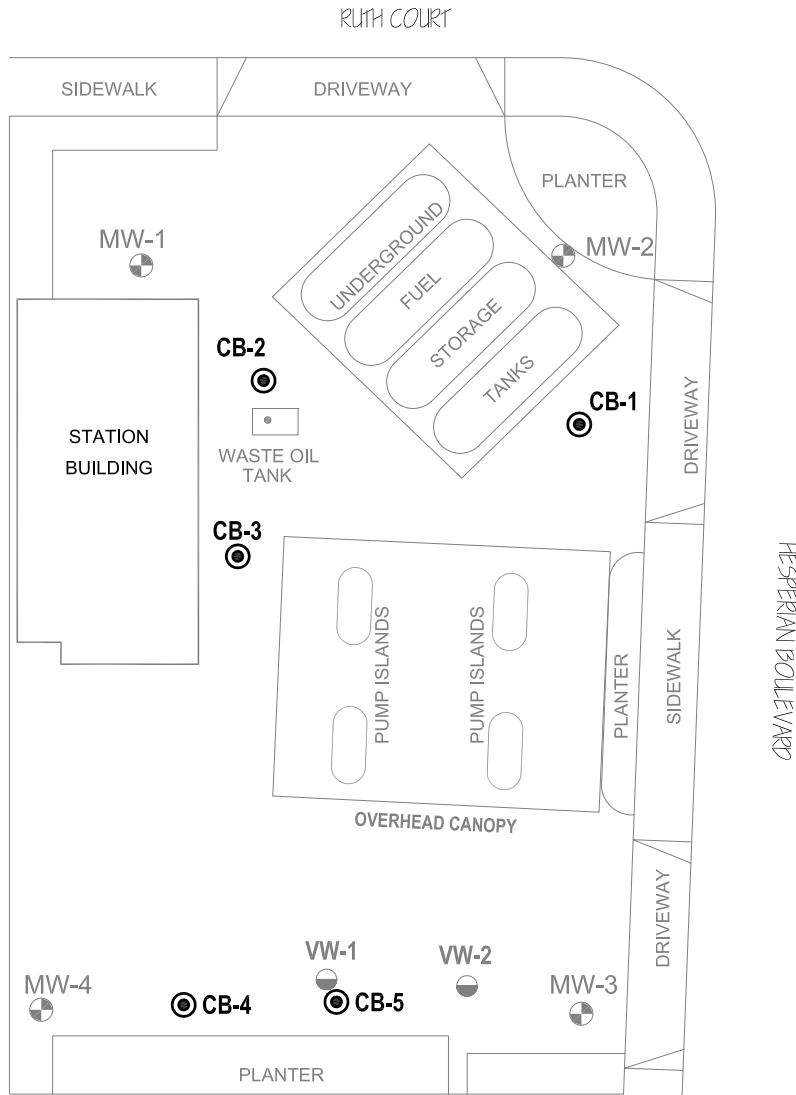 RUTH COURT
SIDEWALK
DRIVEWAY
PLANTER
MW-1
MW-2
UNDERGROUND
FUEL
STORAGE
TANKS
CB-2
CB-1
DRIVEWAY
STATION
BUILDING
WASTE OIL
TANK
CB-3
HESPERIAN BOULEVARD
PUMP ISLANDS
PUMP ISLANDS
PLANTER
SIDEWALK
OVERHEAD CANOPY
DRIVEWAY
VW-1
VW-2
MW-4
CB-4
CB-5
MW-3
PLANTER